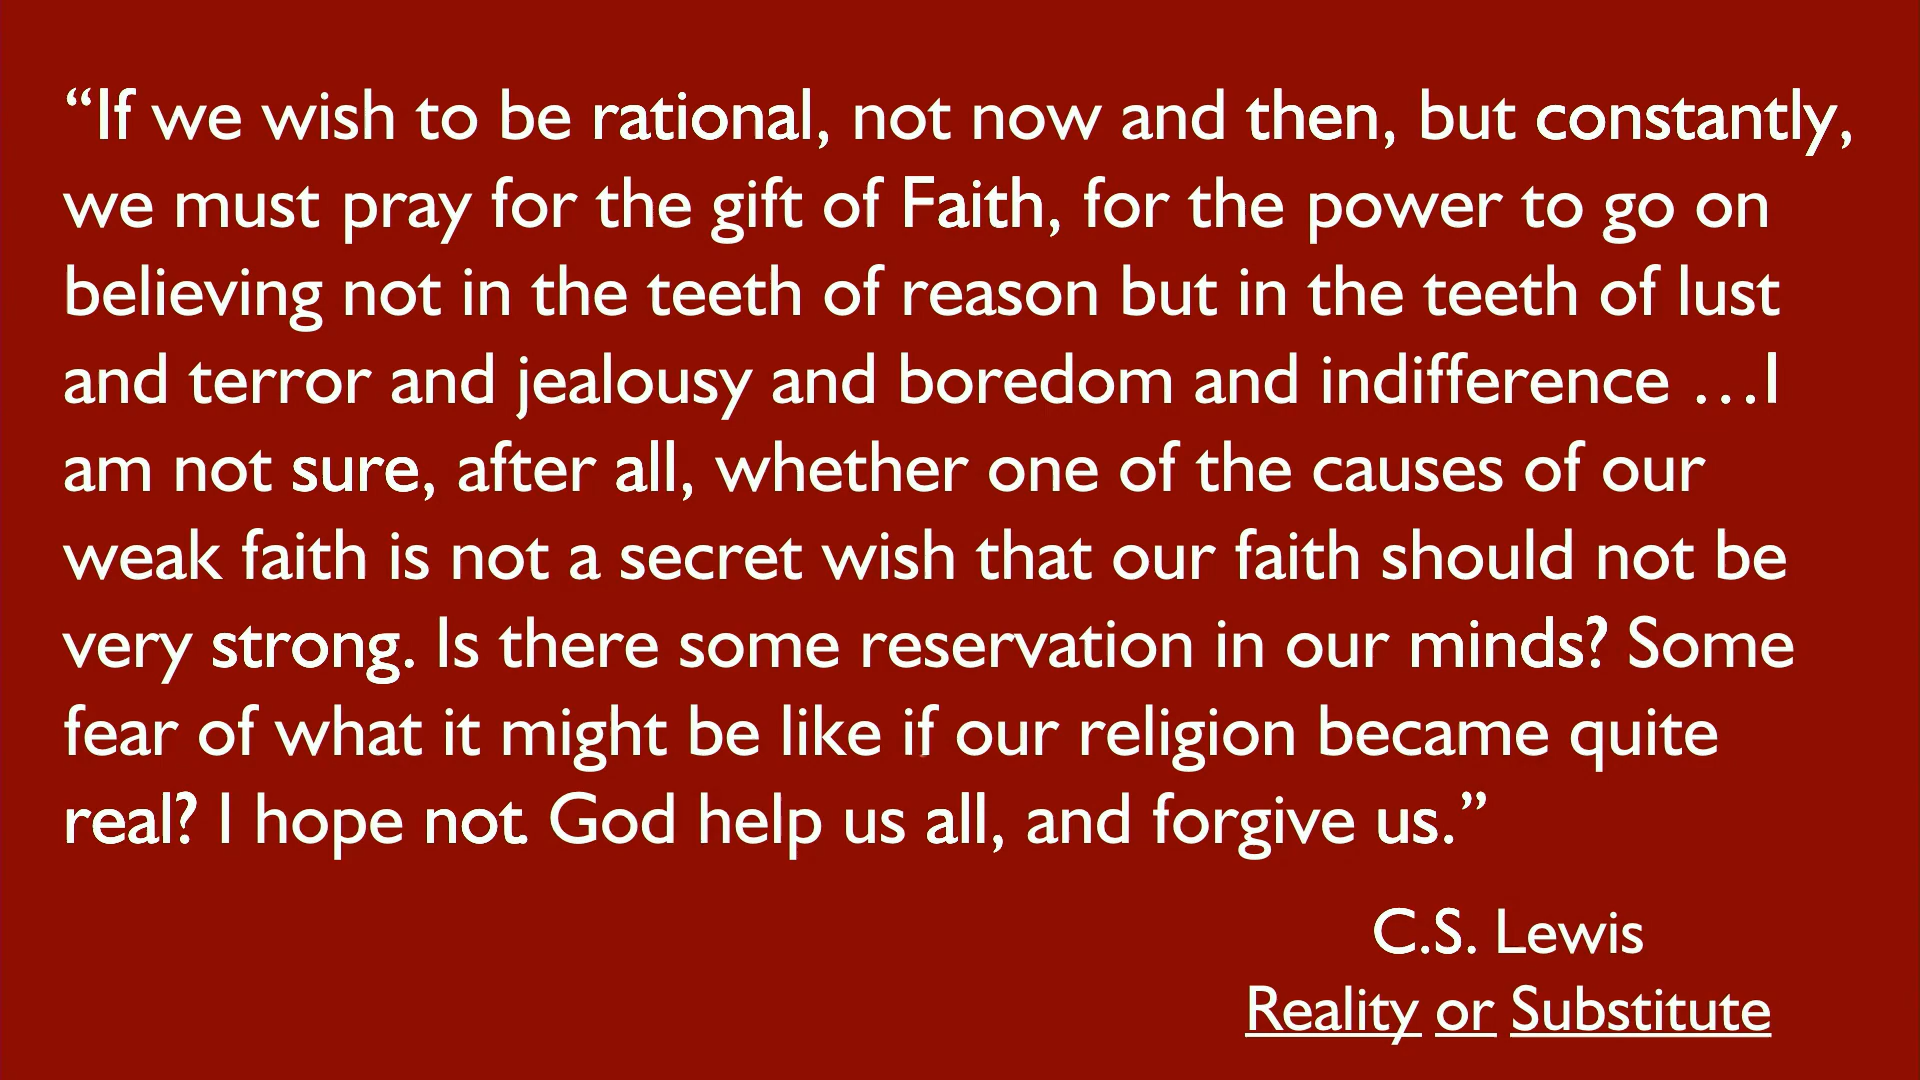 “If we wish to be rational, not now and then, but constantly,
we must pray for the gift of Faith, for the power to go on
believing not in the teeth of reason but in the teeth of lust
and terror and jealousy and boredom and indifference …I
am not sure, after all, whether one of the causes of our
weak faith is not a secret wish that our faith should not be
very strong. Is there some reservation in our minds? Some
fear of what it might be like if our religion became quite
real? I hope not. God help us all, and forgive us.”
C.S. Lewis
Reality or Substitute